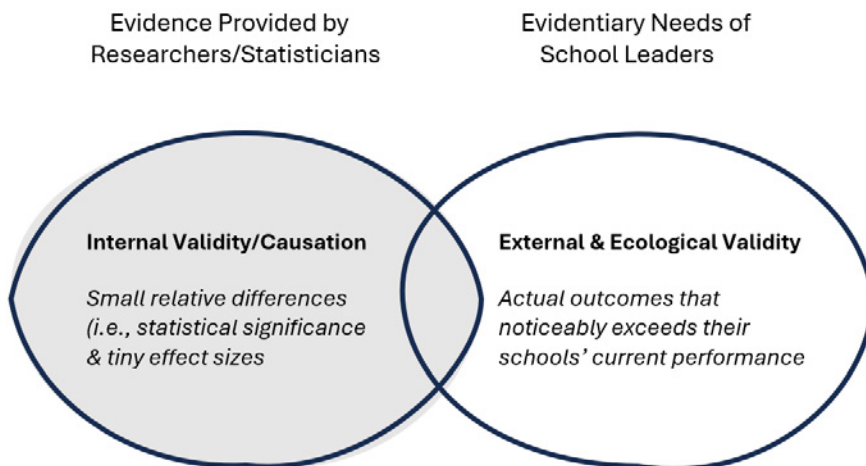 Evidence Provided by
Researchers/Statisticians
Evidentiary Needs of
School Leaders
Internal Validity/Causation
Small relative differences
(i.e., statistical significance
& tiny effect sizes
External & Ecological Validity
Actual outcomes that
noticeably exceeds their
schools’ current performance